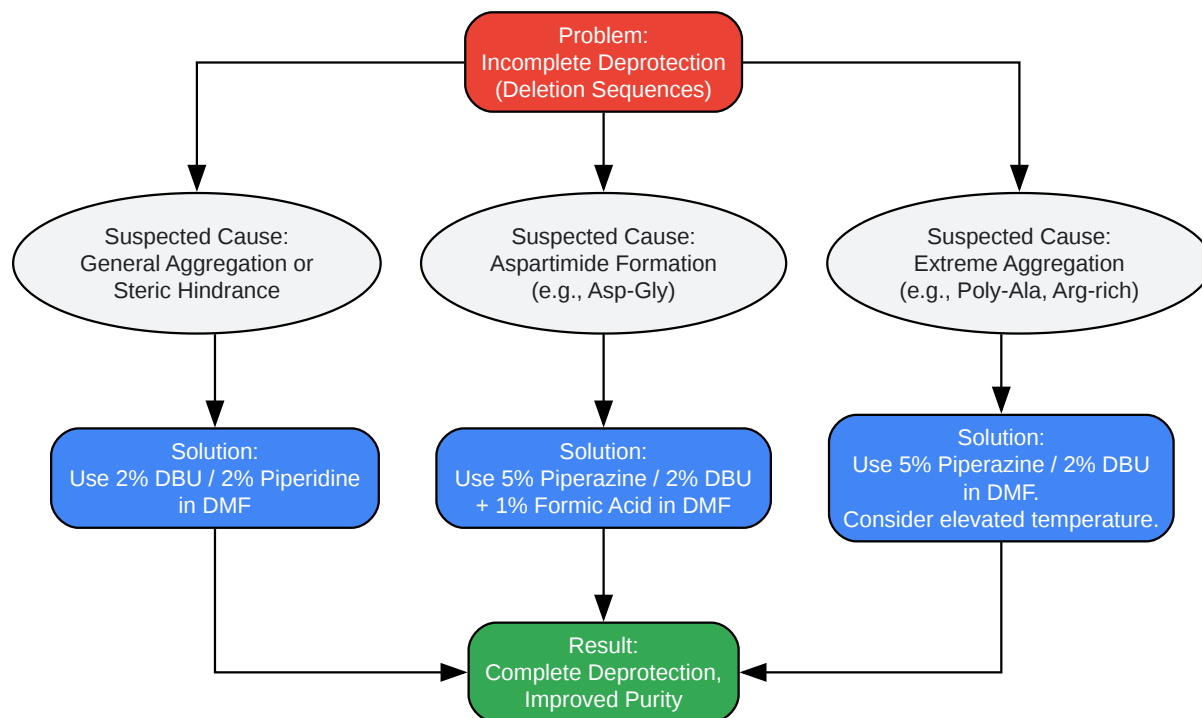 Problem:
Incomplete Deprotection
(Deletion Sequences)
Suspected Cause:
General Aggregation or
Steric Hindrance
Suspected Cause:
Aspartimide Formation
(e.g., Asp-Gly)
Suspected Cause:
Extreme Aggregation
(e.g., Poly-Ala, Arg-rich)
Solution:
Use 2% DBU / 2% Piperidine
in DMF
Solution:
Use 5% Piperazine / 2% DBU
+ 1% Formic Acid in DMF
Solution:
Use 5% Piperazine / 2% DBU
in DMF.
Consider elevated temperature.
Result:
Complete Deprotection,
Improved Purity